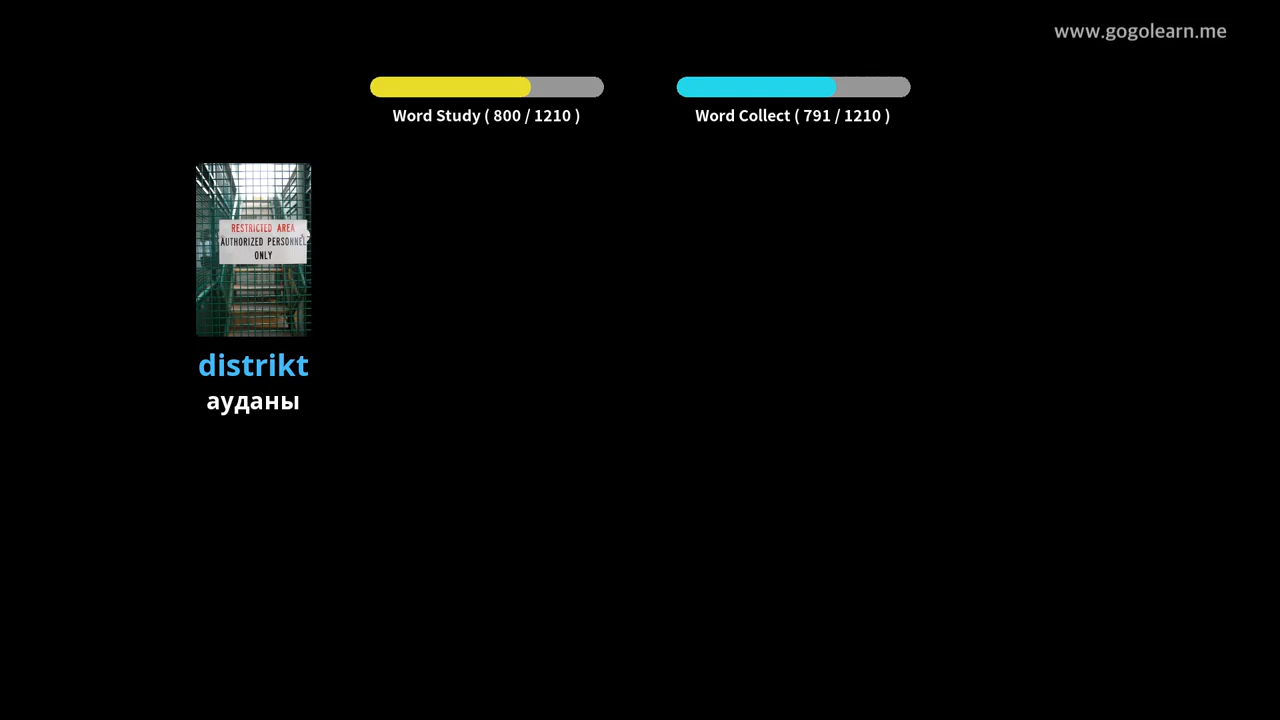 www.gogolearn.me
Word Study ( 800 / 1210 )
Word Collect ( 791 / 1210 )
RESTRICTED AREA
AUTHORIZED PERSONNEL
ONLY
distrikt
ауданы